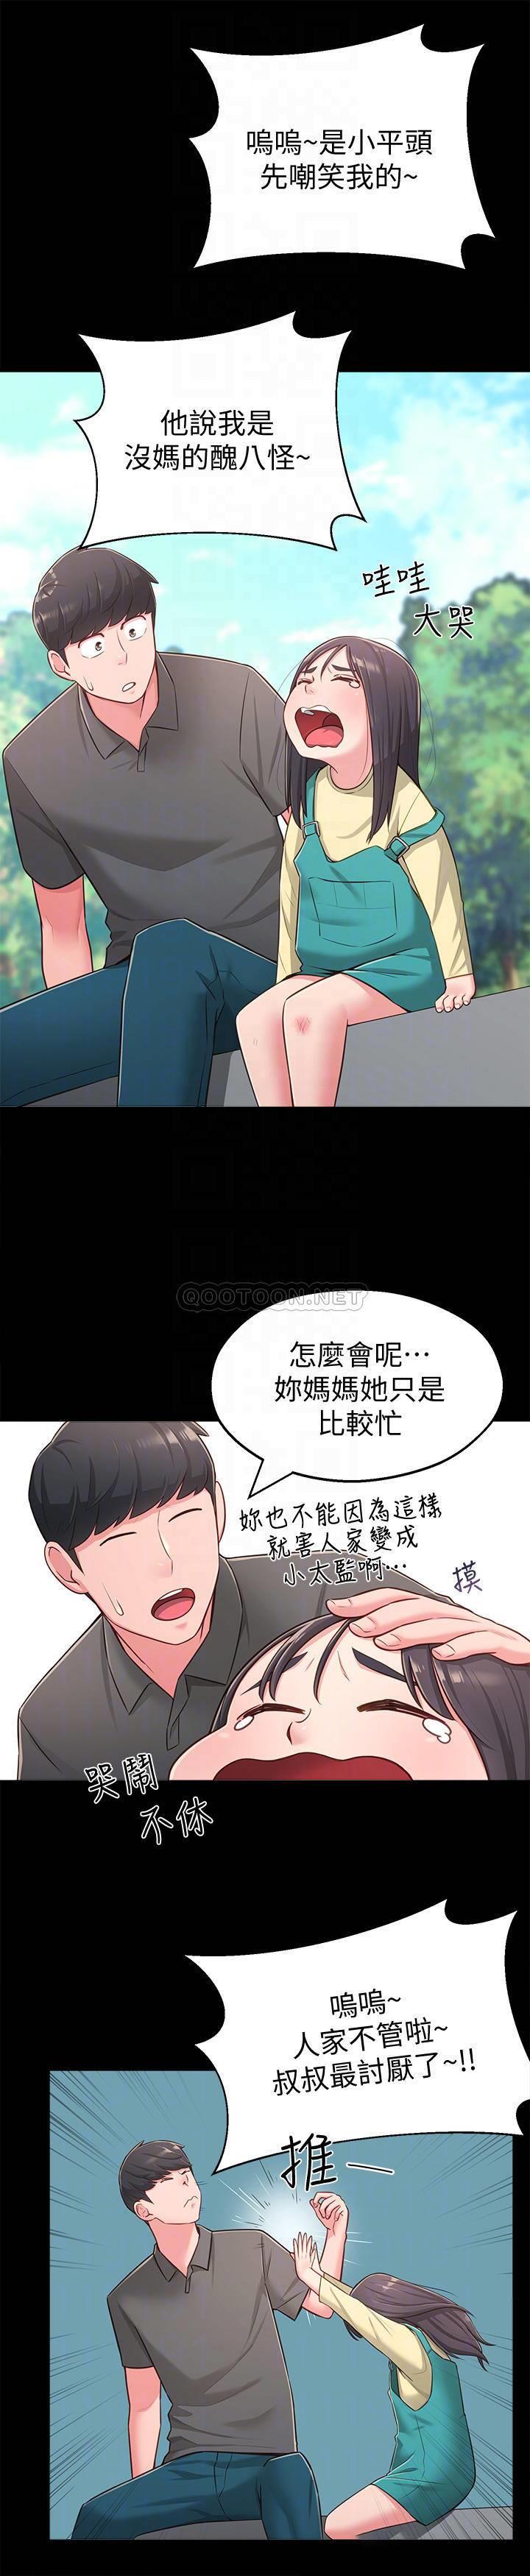 嗚嗚~是小平頭
先嘲笑我的~
他說我是
沒媽的醜八怪~
哇哇
大哭
QOOTOON.NET
怎麼會呢⋯
妳媽媽她只是
比較忙
妳也不能因為這樣
就害人家變成
小太監啊⋯
摸
哭鬧
不休
嗚嗚~
人家不管啦~
叔叔最討厭了~!!
推—